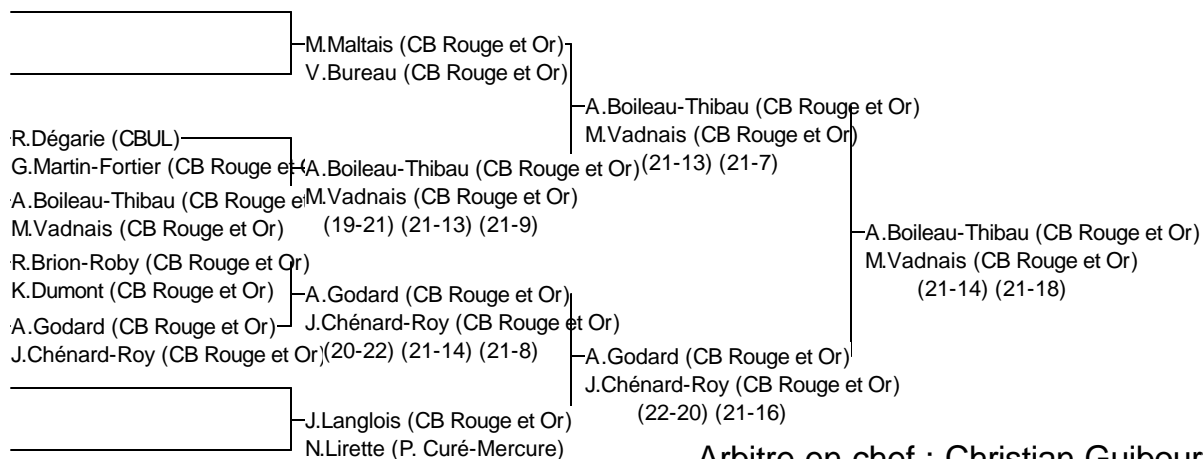 M.Maltais (CB Rouge et Or)
V.Bureau (CB Rouge et Or)
R.Dégarie (CBUL)
G.Martin-Fortier (CB Rouge et
A.Boileau-Thibau (CB Rouge et
M.Vadnais (CB Rouge et Or)
R.Brion-Roby (CB Rouge et Or)
K.Dumont (CB Rouge et Or)
A.Godard (CB Rouge et Or)
J.Chénard-Roy (CB Rouge et Or)
A.Boileau-Thibau (CB Rouge et Or)
M.Vadnais (CB Rouge et Or)
(19-21) (21-13) (21-9)
A.Godard (CB Rouge et Or)
J.Chénard-Roy (CB Rouge et Or)
(20-22) (21-14) (21-8)
J.Langlois (CB Rouge et Or)
N.Lirette (P. Curé-Mercure)
A.Boileau-Thibau (CB Rouge et Or)
M.Vadnais (CB Rouge et Or)
(21-13) (21-7)
A.Godard (CB Rouge et Or)
J.Chénard-Roy (CB Rouge et Or)
(22-20) (21-16)
A.Boileau-Thibau (CB Rouge et Or)
M.Vadnais (CB Rouge et Or)
(21-14) (21-18)
Arbitre en chef : Christian Guibour